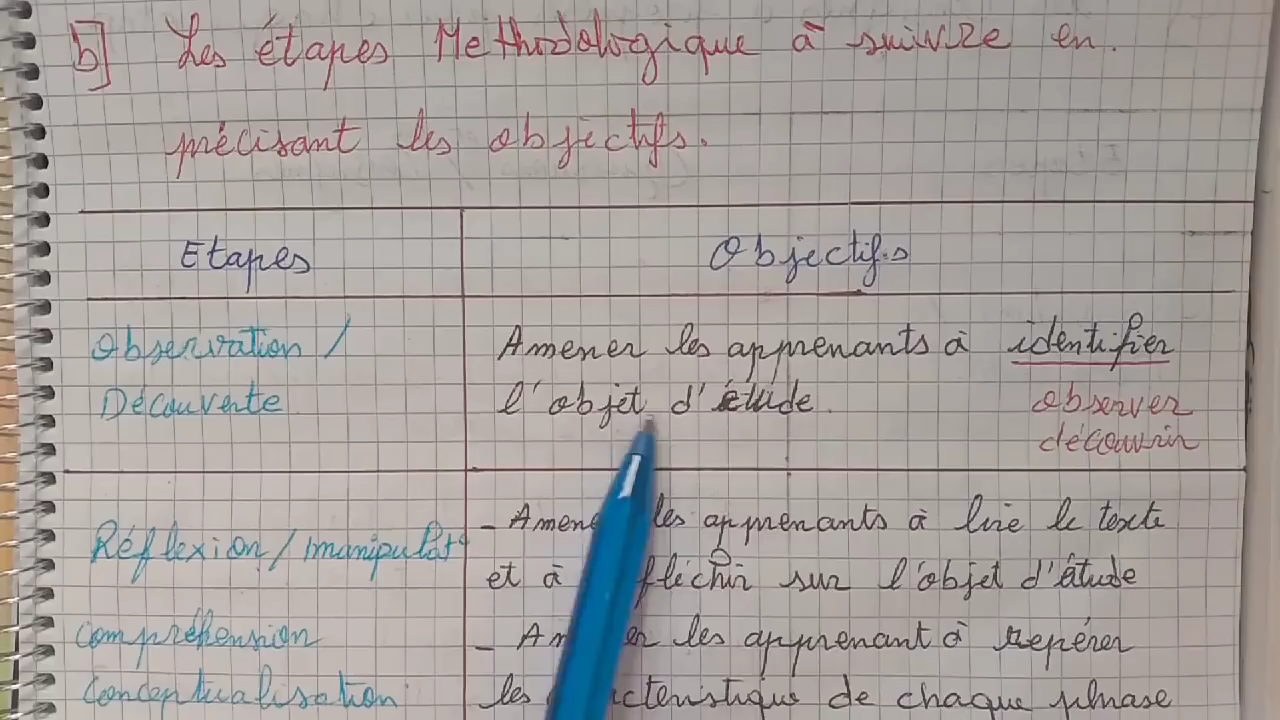 b] Les étapes Methodologique à suivre en
précisant les objectifs.
Etapes
Objectifs
Observation /
Découverte
Amener les apprenants à identifier
l'objet d'étude.
observer
découvrir
Réflexion / manipulat°
- les apprenants à lire le texte
et à sur l'objet d'étude
Compréhension
Conceptualisation
- les apprenant à repérer
les de chaque phrase